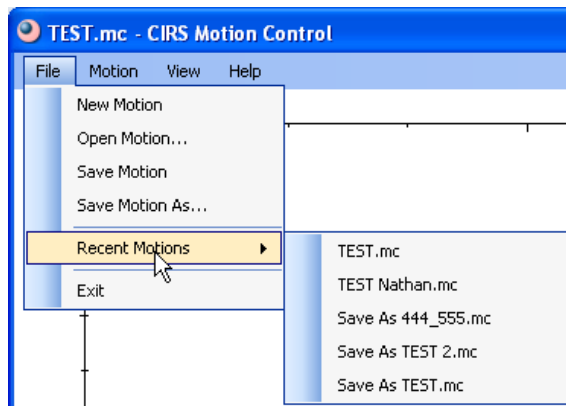 TEST.mc - CIRS Motion Control
File Motion View Help
New Motion
Open Motion...
Save Motion
Save Motion As...
Recent Motions
Exit
TEST.mc
TEST Nathan.mc
Save As 444_555.mc
Save As TEST 2.mc
Save As TEST.mc